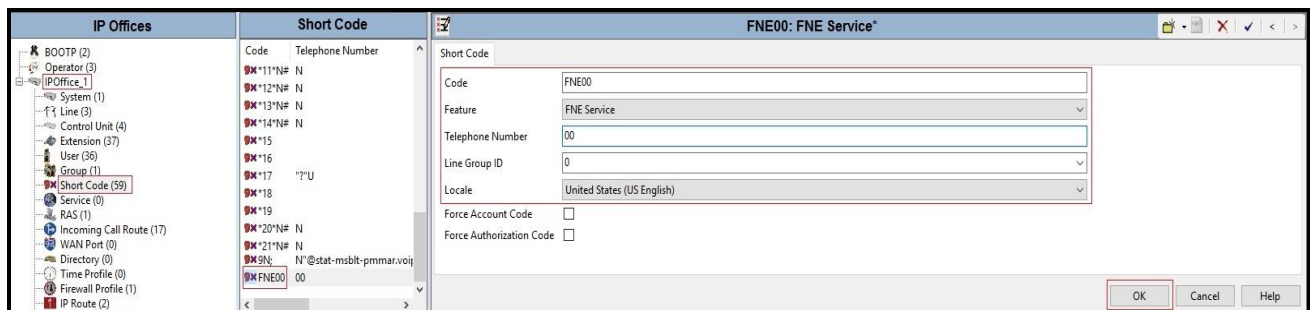 IP Offices
BOOTP (2)
Operator (3)
IPOffice_1
System (1)
Line (3)
Control Unit (4)
Extension (37)
User (36)
Group (1)
Short Code (59)
Service (0)
RAS (1)
Incoming Call Route (17)
WAN Port (0)
Directory (0)
Time Profile (0)
Firewall Profile (1)
IP Route (2)
Short Code
Code Telephone Number
*11*N# N
*12*N# N
*13*N# N
*14*N# N
*15
*16
*17 "?"U
*18
*19
*20*N# N
*21*N# N
9N; N"@stat-msblt-pmmar.voip
FNE00 00
FNE00: FNE Service*
Short Code
Code FNE00
Feature FNE Service
Telephone Number 00
Line Group ID 0
Locale United States (US English)
Force Account Code
Force Authorization Code
OK Cancel Help